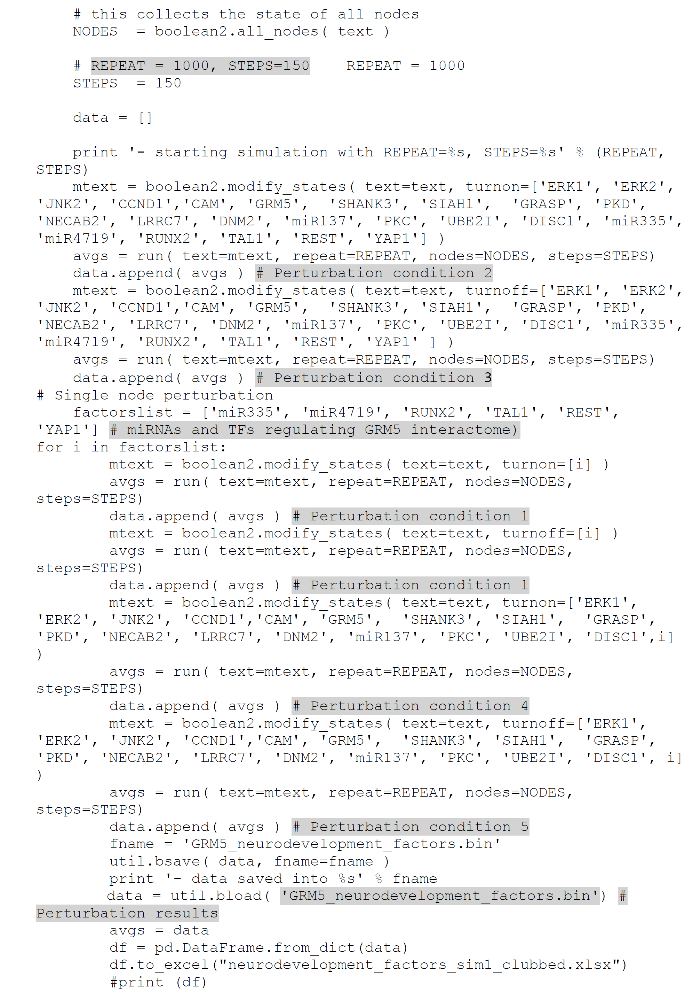 # this collects the state of all nodes
NODES  = boolean2.all_nodes( text )
# REPEAT = 1000, STEPS=150    REPEAT = 1000
STEPS  = 150
data = []
print '- starting simulation with REPEAT=%s, STEPS=%s' % (REPEAT,
STEPS)
mtext = boolean2.modify_states( text=text, turnon=['ERK1', 'ERK2',
'JNK2', 'CCND1','CAM', 'GRM5',  'SHANK3', 'SIAH1',  'GRASP', 'PKD',
'NECAB2', 'LRRC7', 'DNM2', 'miR137', 'PKC', 'UBE2I', 'DISC1', 'miR335',
'miR4719', 'RUNX2', 'TAL1', 'REST', 'YAP1'] )
avgs = run( text=mtext, repeat=REPEAT, nodes=NODES, steps=STEPS)
data.append( avgs ) # Perturbation condition 2
mtext = boolean2.modify_states( text=text, turnoff=['ERK1', 'ERK2',
'JNK2', 'CCND1','CAM', 'GRM5',  'SHANK3', 'SIAH1',  'GRASP', 'PKD',
'NECAB2', 'LRRC7', 'DNM2', 'miR137', 'PKC', 'UBE2I', 'DISC1', 'miR335',
'miR4719', 'RUNX2', 'TAL1', 'REST', 'YAP1' ] )
avgs = run( text=mtext, repeat=REPEAT, nodes=NODES, steps=STEPS)
data.append( avgs ) # Perturbation condition 3
# Single node perturbation
factorslist = ['miR335', 'miR4719', 'RUNX2', 'TAL1', 'REST',
'YAP1'] # miRNAs and TFs regulating GRM5 interactome)
for i in factorslist:
mtext = boolean2.modify_states( text=text, turnon=[i] )
avgs = run( text=mtext, repeat=REPEAT, nodes=NODES,
steps=STEPS)
data.append( avgs ) # Perturbation condition 1
mtext = boolean2.modify_states( text=text, turnoff=[i] )
avgs = run( text=mtext, repeat=REPEAT, nodes=NODES,
steps=STEPS)
data.append( avgs ) # Perturbation condition 1
mtext = boolean2.modify_states( text=text, turnon=['ERK1',
'ERK2', 'JNK2', 'CCND1','CAM', 'GRM5',  'SHANK3', 'SIAH1',  'GRASP',
'PKD', 'NECAB2', 'LRRC7', 'DNM2', 'miR137', 'PKC', 'UBE2I', 'DISC1',i]
)
avgs = run( text=mtext, repeat=REPEAT, nodes=NODES,
steps=STEPS)
data.append( avgs ) # Perturbation condition 4
mtext = boolean2.modify_states( text=text, turnoff=['ERK1',
'ERK2', 'JNK2', 'CCND1','CAM', 'GRM5',  'SHANK3', 'SIAH1',  'GRASP',
'PKD', 'NECAB2', 'LRRC7', 'DNM2', 'miR137', 'PKC', 'UBE2I', 'DISC1', i]
)
avgs = run( text=mtext, repeat=REPEAT, nodes=NODES,
steps=STEPS)
data.append( avgs ) # Perturbation condition 5
fname = 'GRM5_neurodevelopment_factors.bin'
util.bsave( data, fname=fname )
print '- data saved into %s' % fname
data = util.bload( 'GRM5_neurodevelopment_factors.bin') #
Perturbation results
avgs = data
df = pd.DataFrame.from_dict(data)
df.to_excel("neurodevelopment_factors_sim1_clubbed.xlsx")
#print (df)